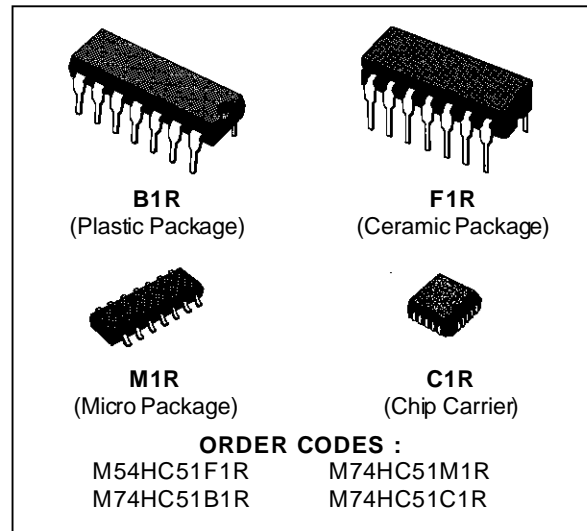 B1R
(Plastic Package)
F1R
(Ceramic Package)
M1R
(Micro Package)
C1R
(Chip Carrier)
ORDER CODES :
M54HC51F1R M74HC51M1R
M74HC51B1R M74HC51C1R